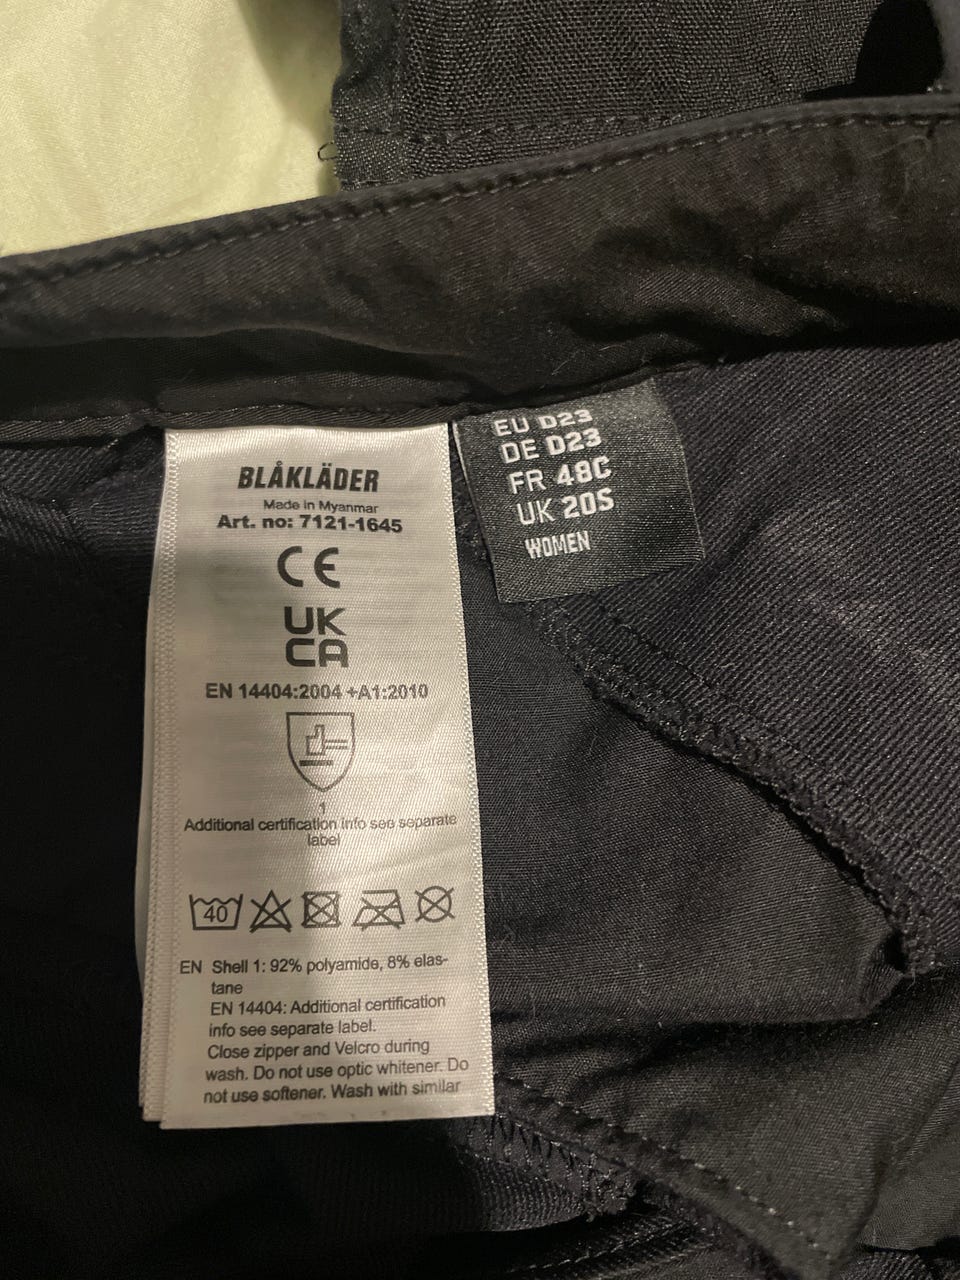 BLÅKLÄDER
Made in Myanmar
Art. no: 7121-1645
CE
UK
CA
EN 14404:2004 +A1:2010
1
Additional certification info see separate
label
40
EN Shell 1: 92% polyamide, 8% elas-
tane
EN 14404: Additional certification
info see separate label.
Close zipper and Velcro during
wash. Do not use optic whitener. Do
not use softener. Wash with similar
EU D23
DE D23
FR 48C
UK 20S
WOMEN